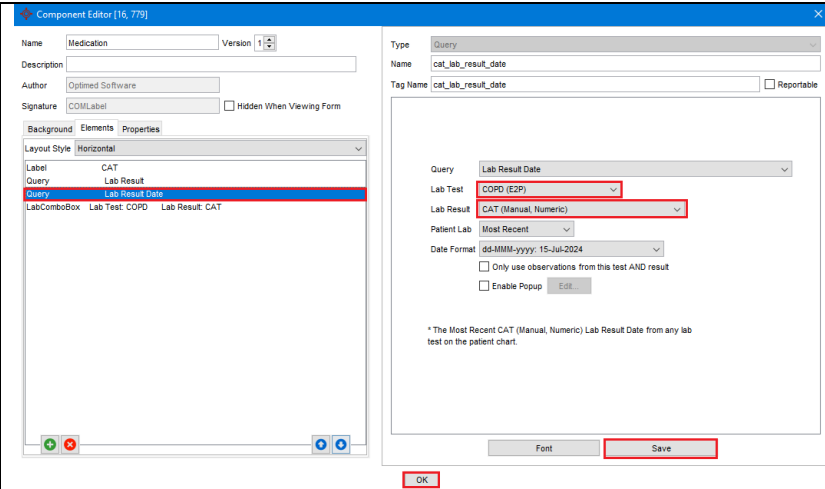 Component Editor [16, 779]
Name Medication Version 1
Description
Author Optimed Software
Signature COMLabel Hidden When Viewing Form
Background Elements Properties
Layout Style Horizontal
Label CAT
Query Lab Result
Query Lab Result Date
LabComboBox Lab Test: COPD Lab Result: CAT
Type Query
Name cat_lab_result_date
Tag Name cat_lab_result_date Reportable
Query Lab Result Date
Lab Test COPD (E2P)
Lab Result CAT (Manual, Numeric)
Patient Lab Most Recent
Date Format dd-MMM-yyyy: 15-Jul-2024
Only use observations from this test AND result
Enable Popup Edit...
* The Most Recent CAT (Manual, Numeric) Lab Result Date from any lab
test on the patient chart.
Font Save
OK